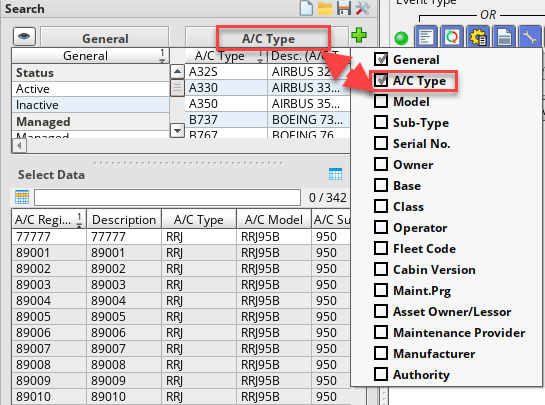 Search
Event Type
OR
General
A/C Type
General 1
A/C Type 1
Desc. (A/C T...
Status
A32S
AIRBUS 32...
Active
A330
AIRBUS 33...
Inactive
A350
AIRBUS 35...
Managed
B737
BOEING 73...
Managed
B767
BOEING 76
General
A/C Type
Model
Sub-Type
Serial No.
Owner
Base
Class
Operator
Fleet Code
Cabin Version
Maint.Prg
Asset Owner/Lessor
Maintenance Provider
Manufacturer
Authority
Select Data
0 / 342
A/C Regi... 1 Description A/C Type A/C Model A/C Su
77777 77777 RRJ RRJ95B 950
89001 89001 RRJ RRJ95B 950
89002 89002 RRJ RRJ95B 950
89003 89003 RRJ RRJ95B 950
89004 89004 RRJ RRJ95B 950
89005 89005 RRJ RRJ95B 950
89006 89006 RRJ RRJ95B 950
89007 89007 RRJ RRJ95B 950
89008 89008 RRJ RRJ95B 950
89009 89009 RRJ RRJ95B 950
89010 89010 RRJ RRJ95B 950